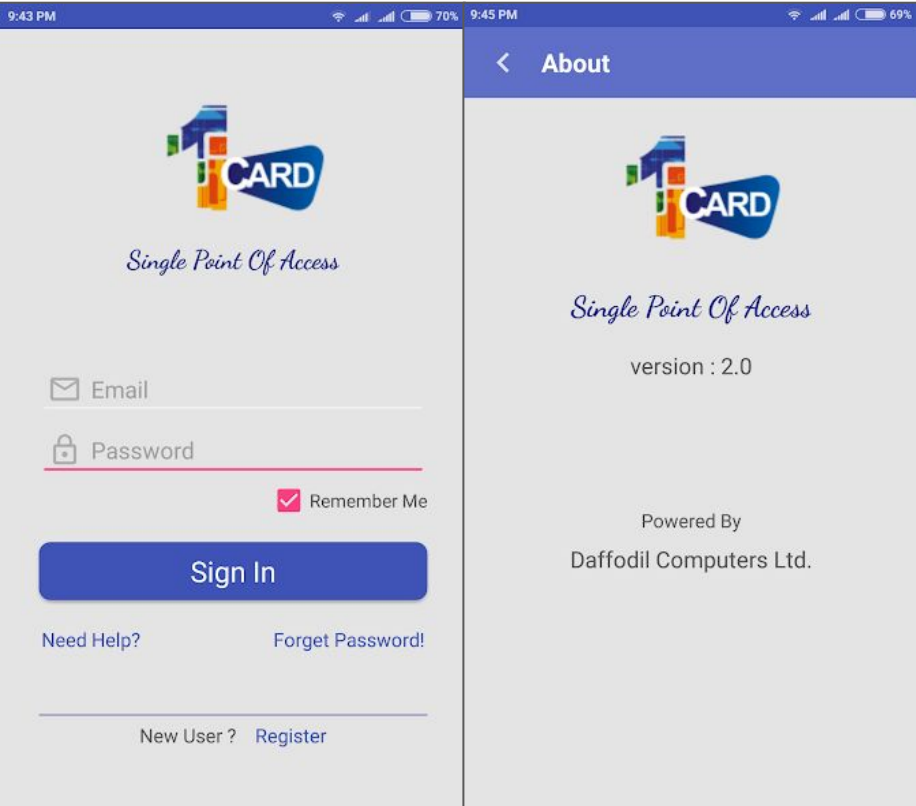 9:43 PM 70%
1 CARD
Single Point Of Access
Email
Password
Remember Me
Sign In
Need Help? Forget Password!
New User ? Register
9:45 PM 69%
About
1 CARD
Single Point Of Access
version : 2.0
Powered By
Daffodil Computers Ltd.